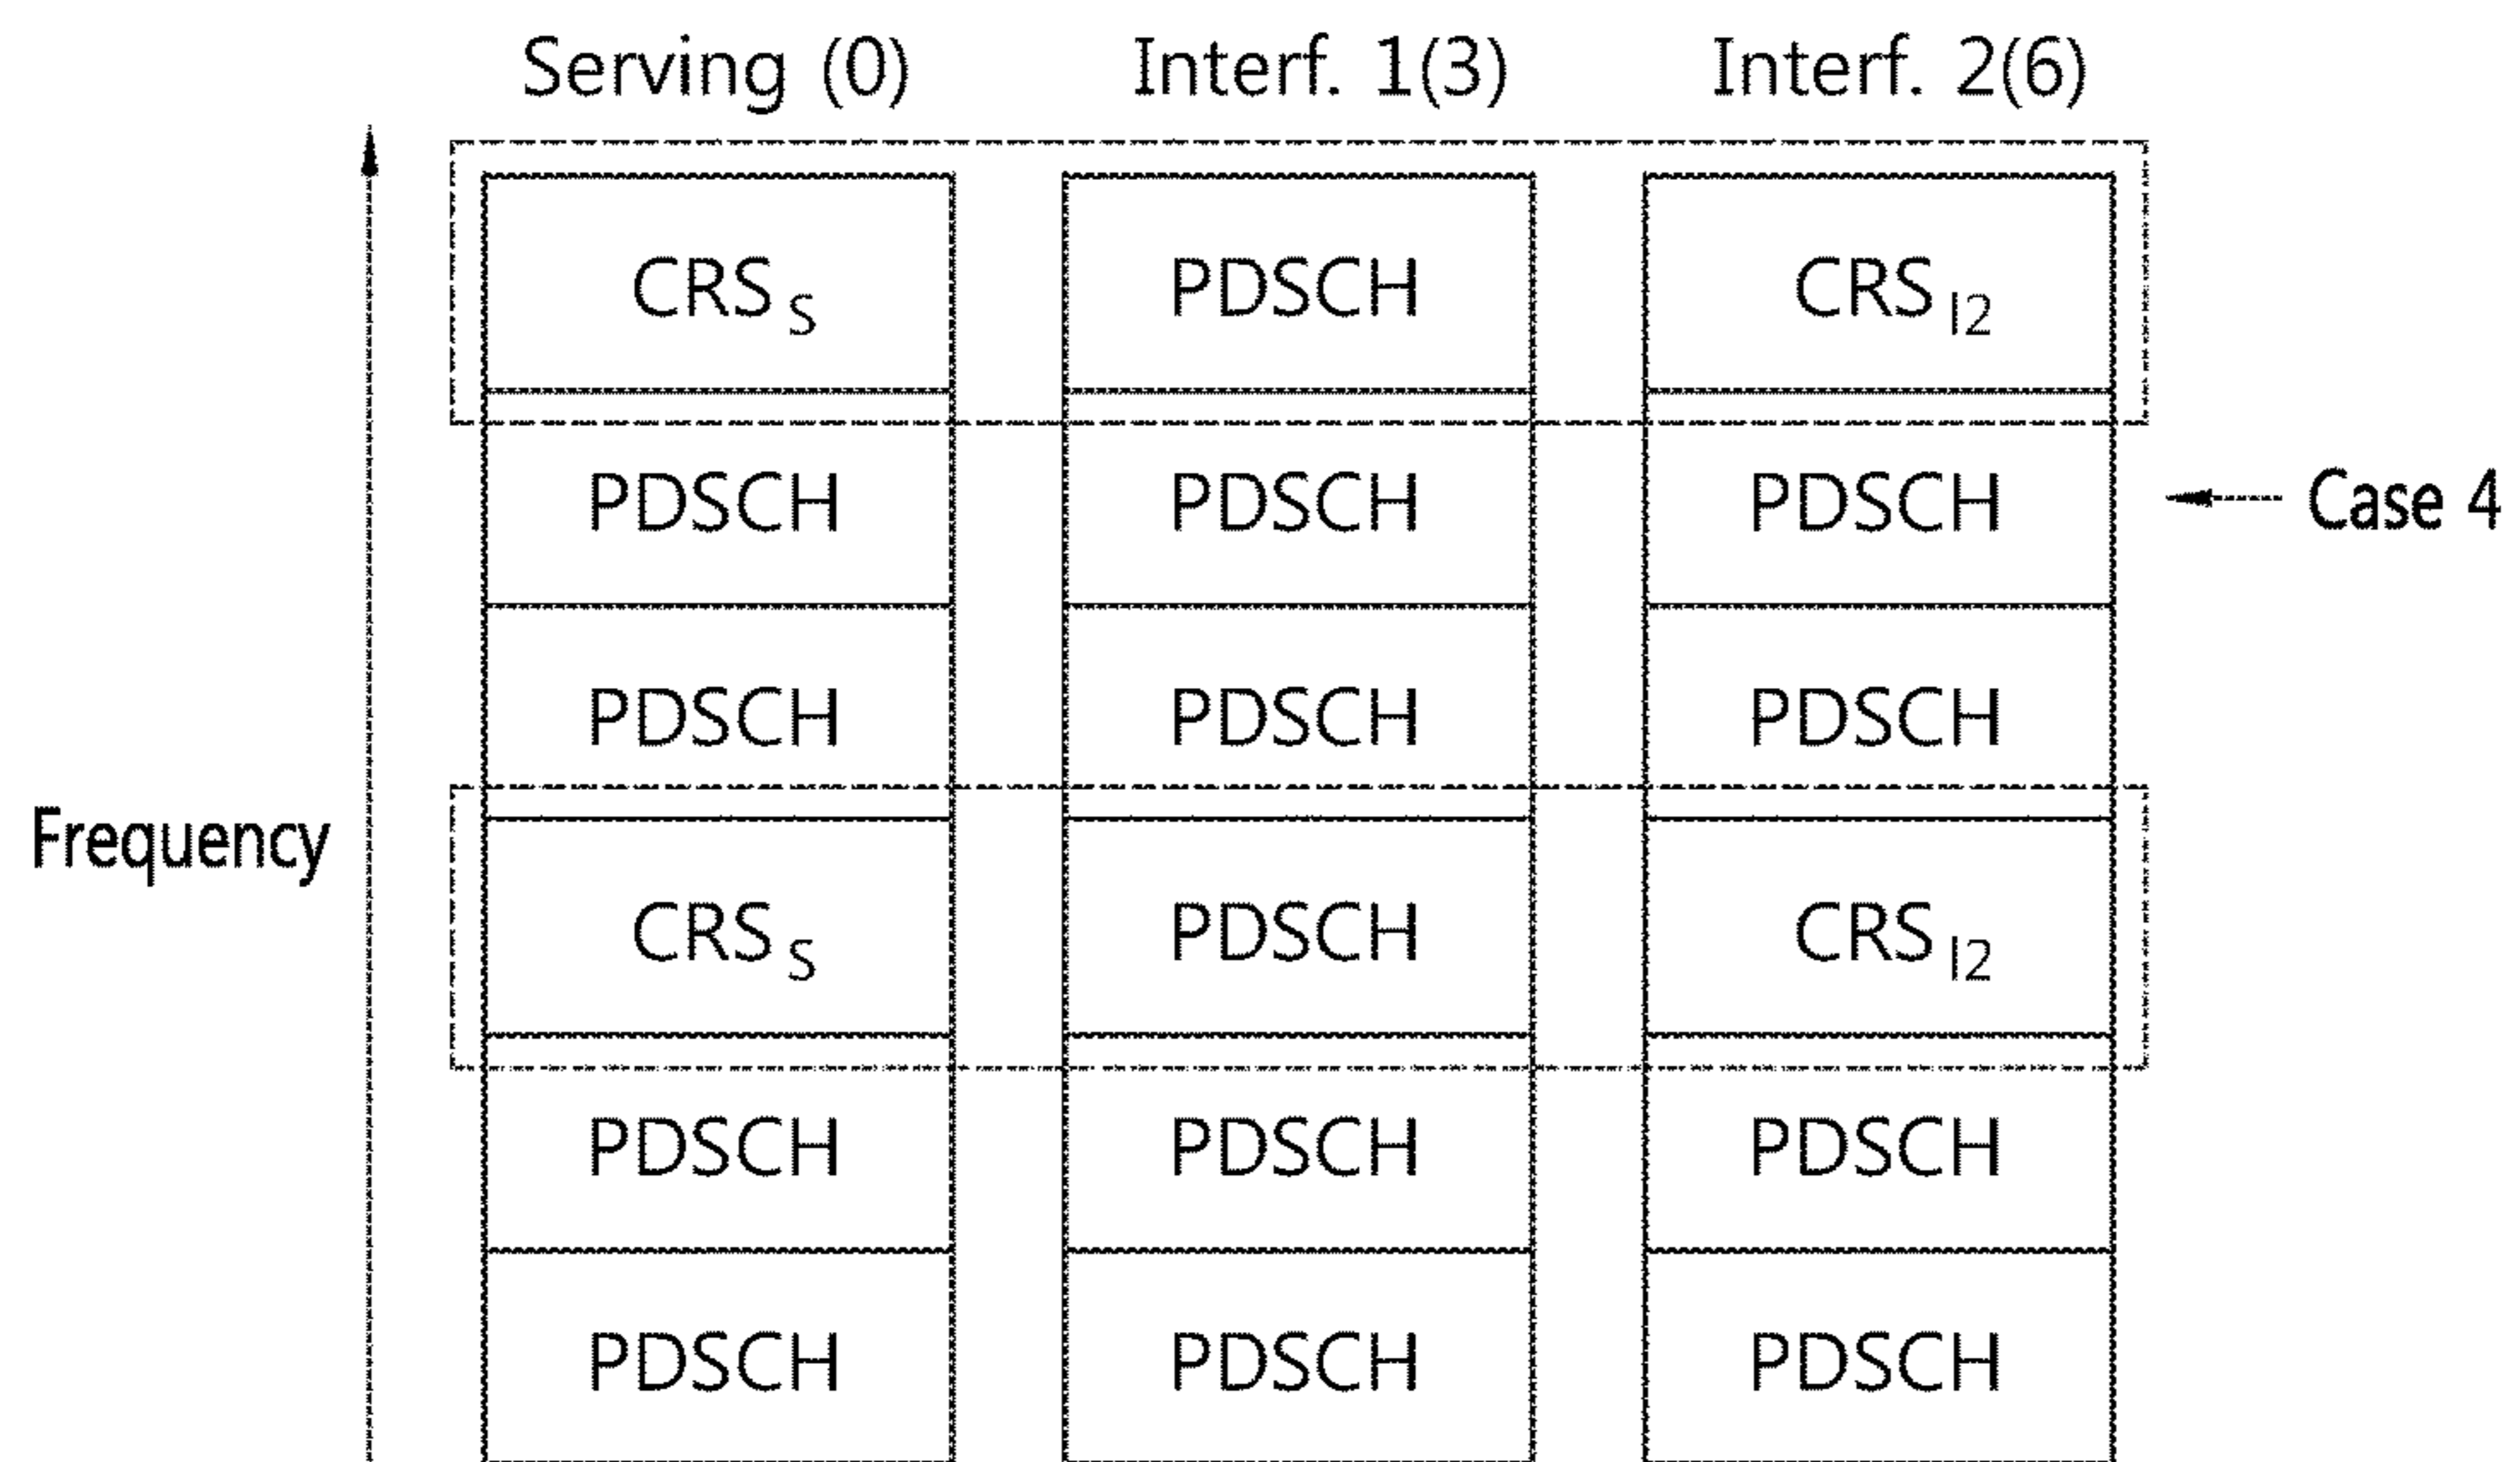 Serving (0) Interf. 1(3) Interf. 2(6)
CRS S PDSCH CRS I2
PDSCH PDSCH PDSCH Case 4
PDSCH PDSCH PDSCH
Frequency
CRS S PDSCH CRS I2
PDSCH PDSCH PDSCH
PDSCH PDSCH PDSCH